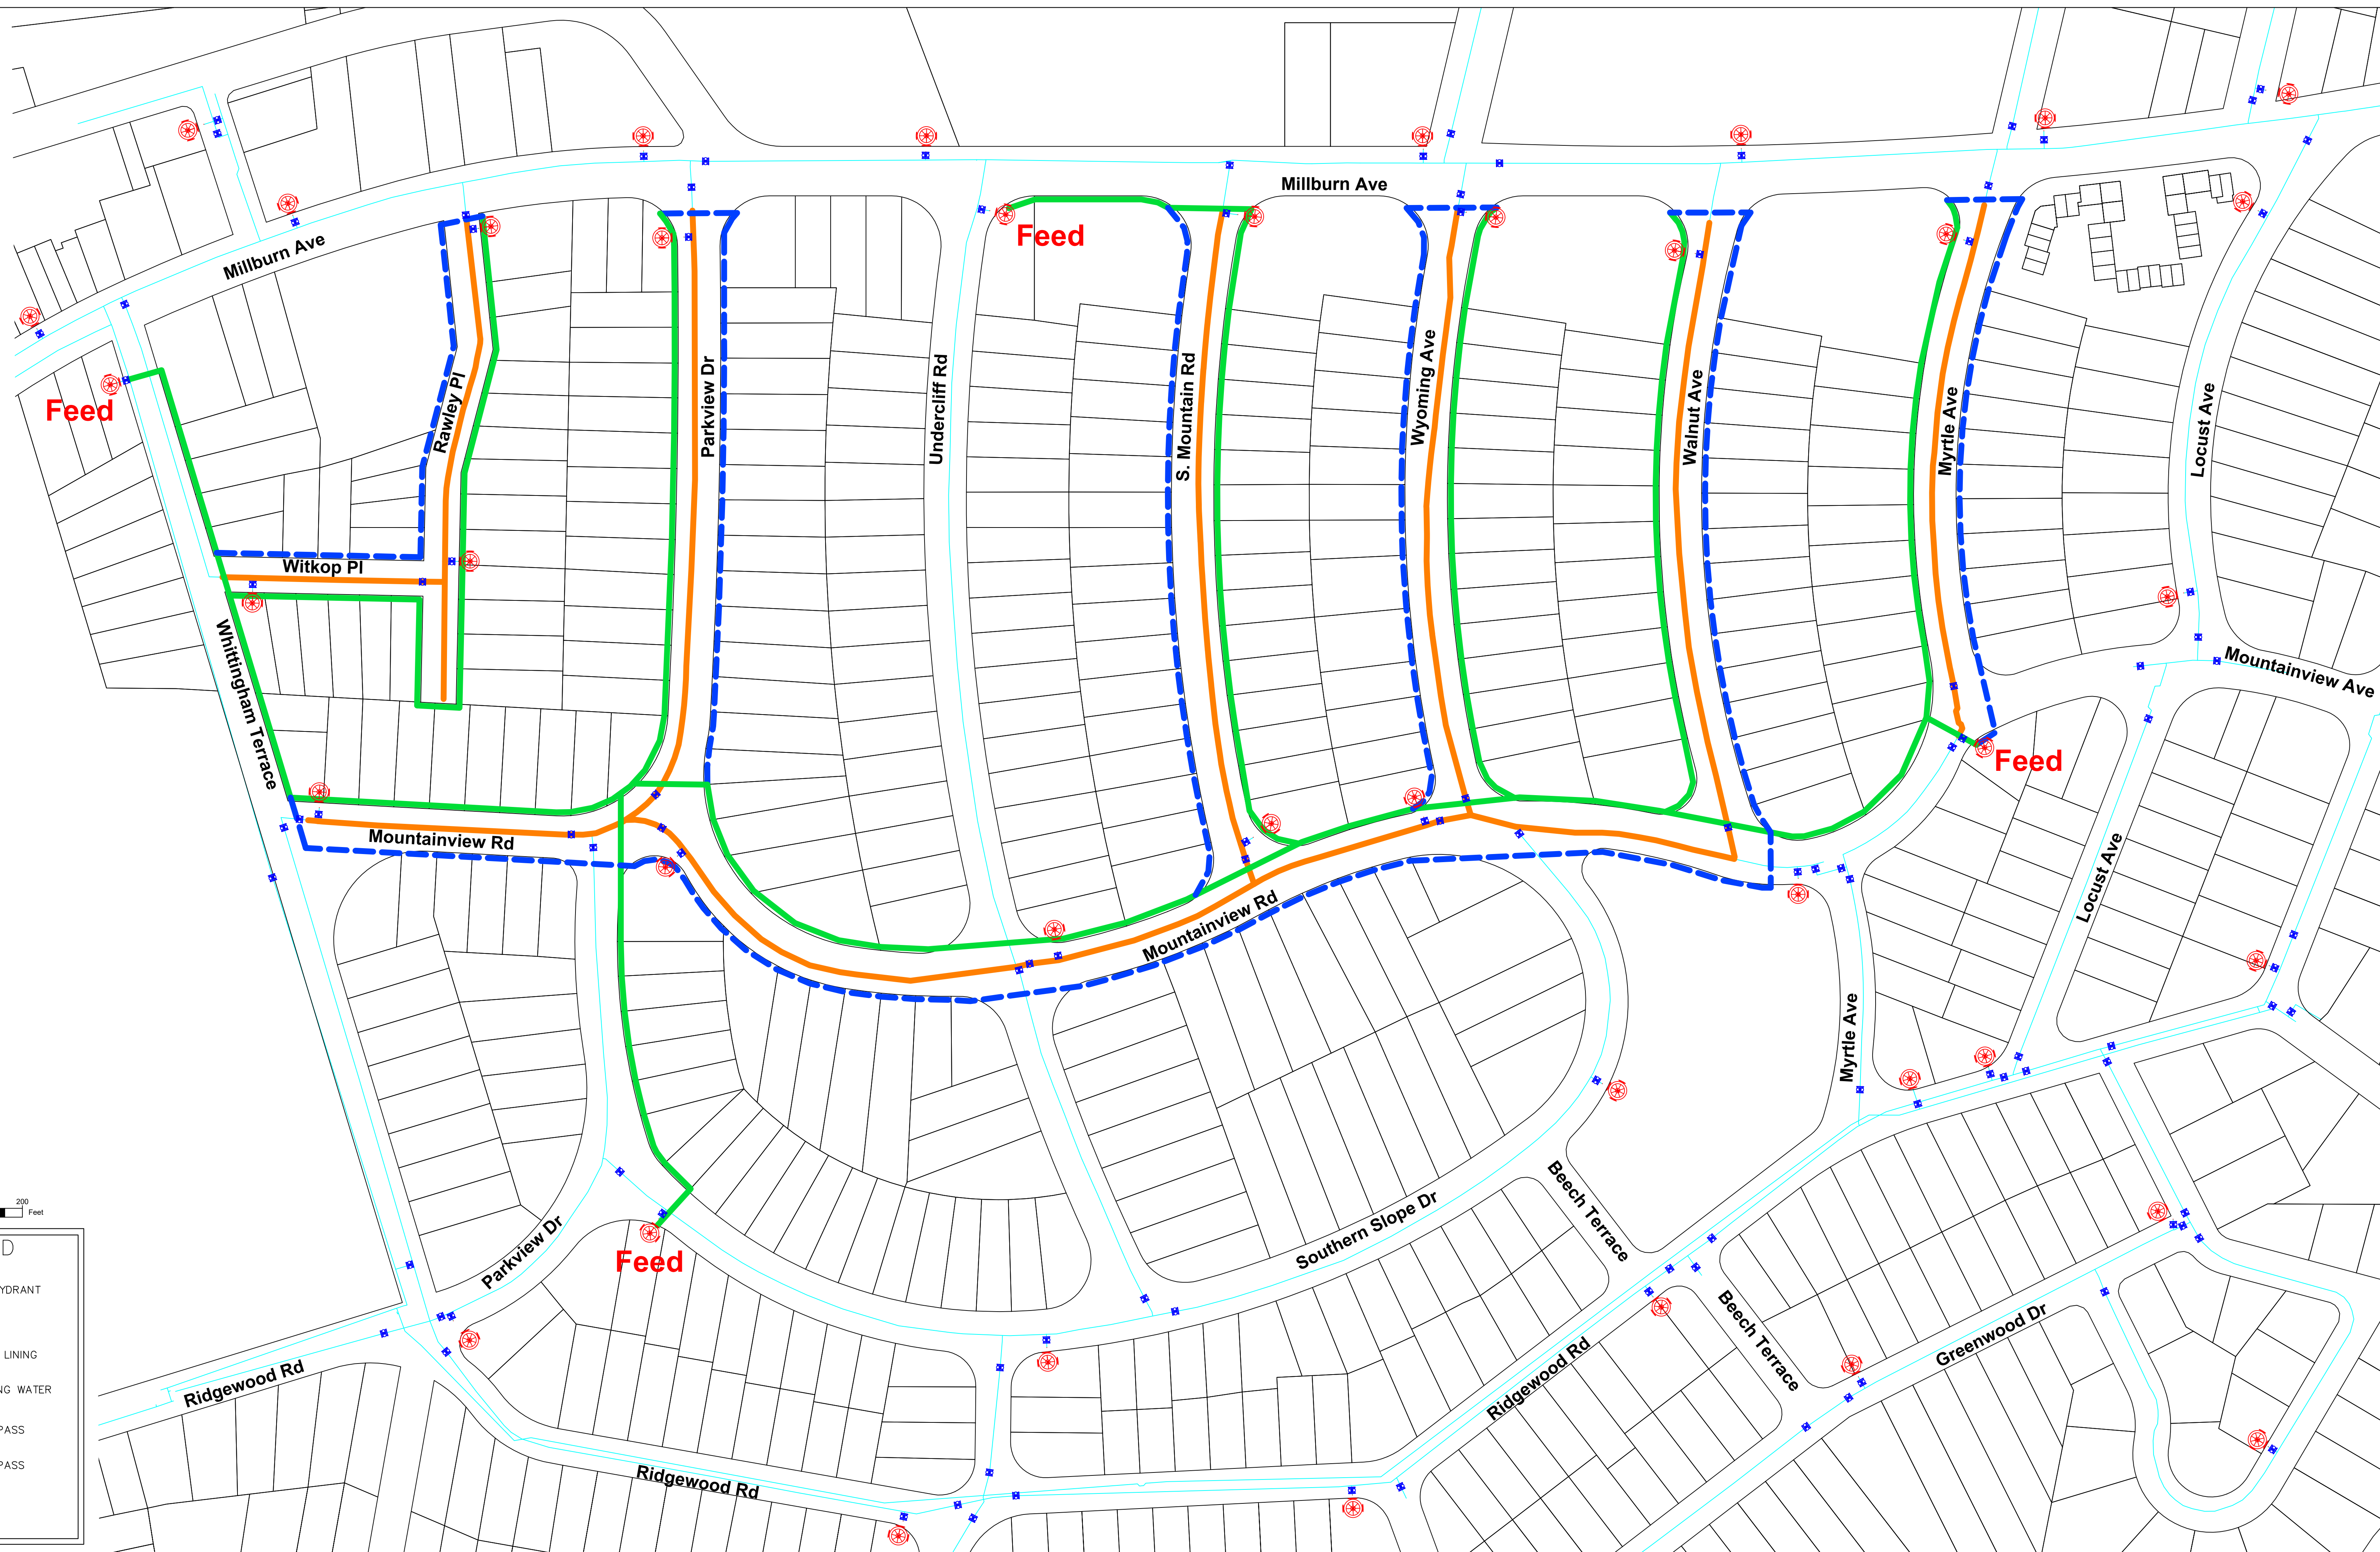 Millburn Ave
Millburn Ave
Feed
Feed
Rawley Pl
Parkview Dr
Undercliff Rd
S. Mountain Rd
Wyoming Ave
Walnut Ave
Myrtle Ave
Locust Ave
Witkop Pl
Whittingham Terrace
Mountainview Ave
Feed
Mountainview Rd
Mountainview Rd
Locust Ave
Myrtle Ave
Parkview Dr
Feed
Southern Slope Dr
Beech Terrace
Beech Terrace
Greenwood Dr
Ridgewood Rd
Ridgewood Rd
Ridgewood Rd
200
Feet
D
YDRANT
LINING
NG WATER
PASS
PASS